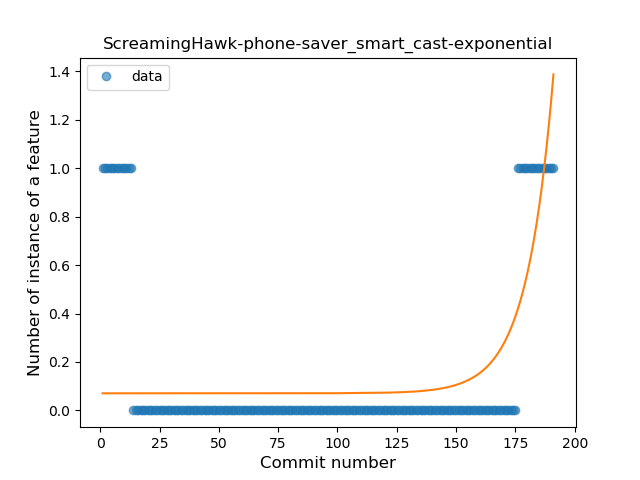 ScreamingHawk-phone-saver_smart_cast-exponential
data
Number of instance of a feature
1.4
1.2
1.0
0.8
0.6
0.4
0.2
0.0
0 25 50 75 100 125 150 175 200
Commit number